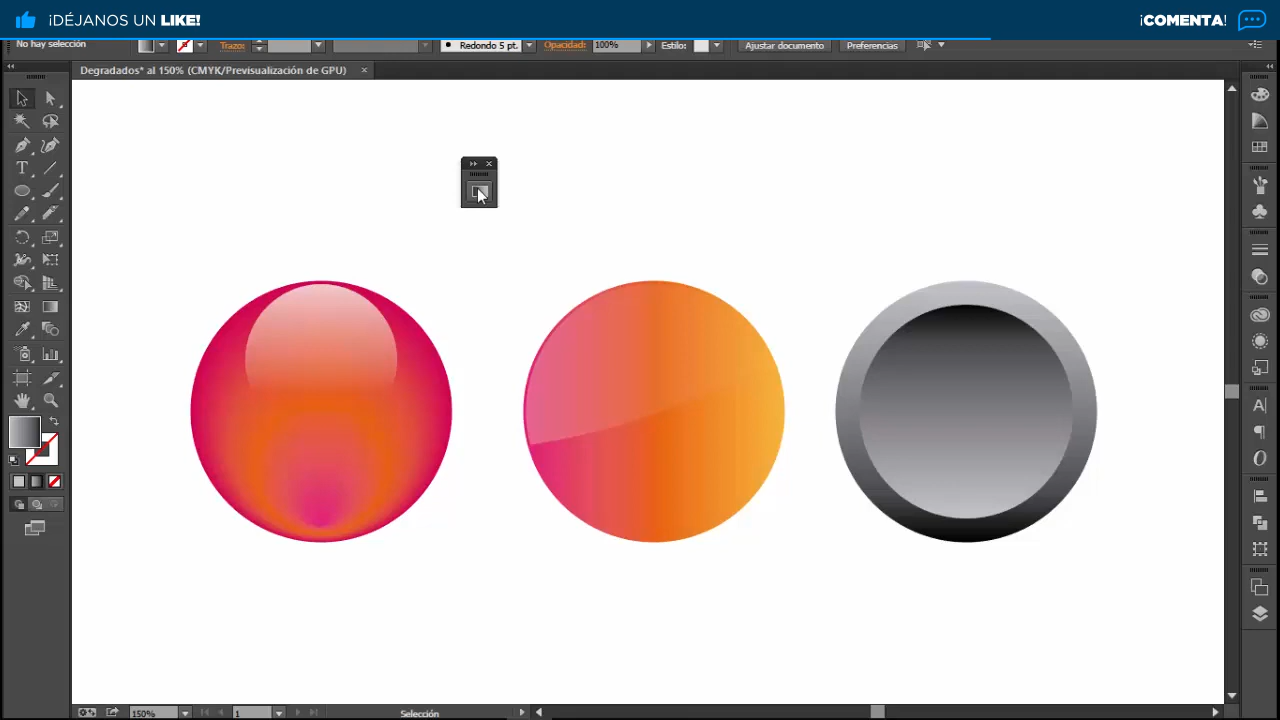 ¡DÉJANOS UN LIKE!
¡COMENTA!
No hay selección
Trazo:
Redondo 5 pt.
Opacidad:
100%
Estilo:
Ajustar documento
Preferencias
Degradados* al 150% (CMYK/Previsualización de GPU)
150%
1
Selección